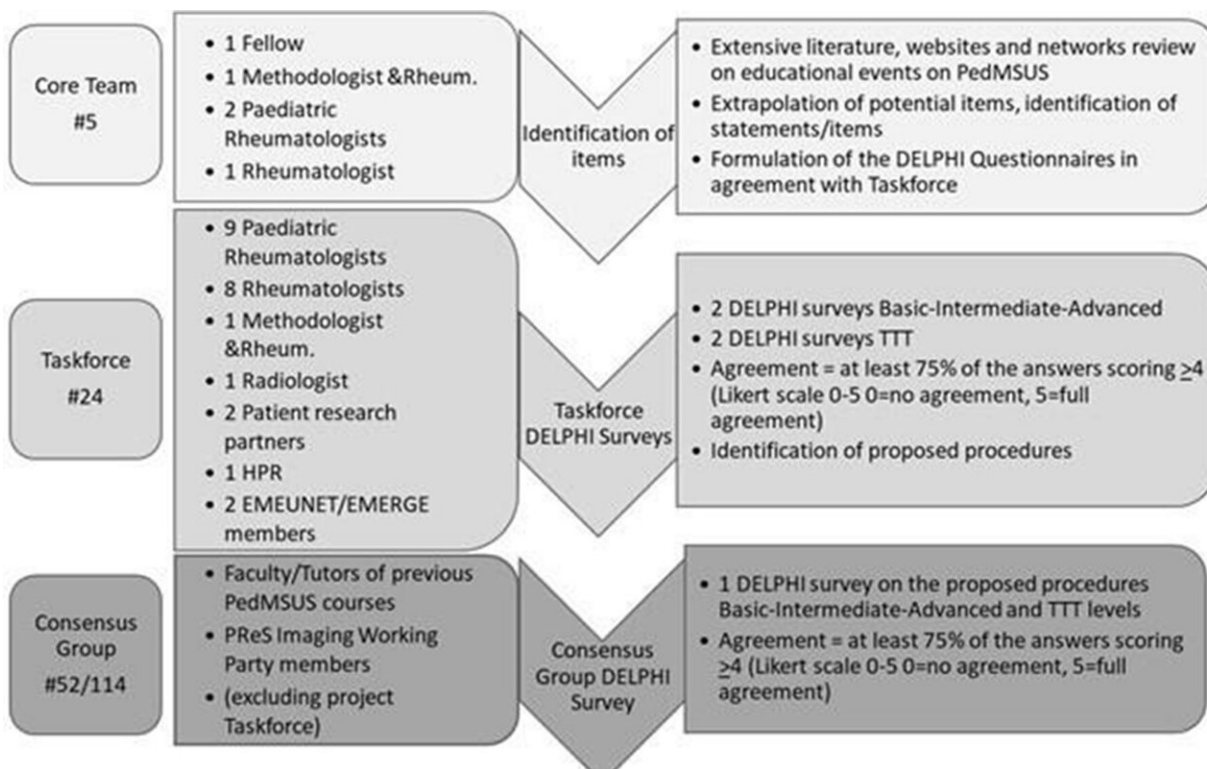 Core Team
#5
• 1 Fellow
• 1 Methodologist &Rheum.
• 2 Paediatric
Rheumatologists
• 1 Rheumatologist
Identification of
items
• Extensive literature, websites and networks review
on educational events on PedMSUS
• Extrapolation of potential items, identification of
statements/items
• Formulation of the DELPHI Questionnaires in
agreement with Taskforce
Taskforce
#24
• 9 Paediatric
Rheumatologists
• 8 Rheumatologists
• 1 Methodologist
&Rheum.
• 1 Radiologist
• 2 Patient research
partners
• 1 HPR
• 2 EMEUNET/EMERGE
members
Taskforce
DELPHI Surveys
• 2 DELPHI surveys Basic-Intermediate-Advanced
• 2 DELPHI surveys TTT
• Agreement = at least 75% of the answers scoring ≥4
(Likert scale 0-5 0=no agreement, 5=full
agreement)
• Identification of proposed procedures
Consensus
Group
#52/114
• Faculty/Tutors of previous
PedMSUS courses
• PReS Imaging Working
Party members
• (excluding project
Taskforce)
Consensus
Group DELPHI
Survey
• 1 DELPHI survey on the proposed procedures
Basic-Intermediate-Advanced and TTT levels
• Agreement = at least 75% of the answers scoring
≥4 (Likert scale 0-5 0=no agreement, 5=full
agreement)